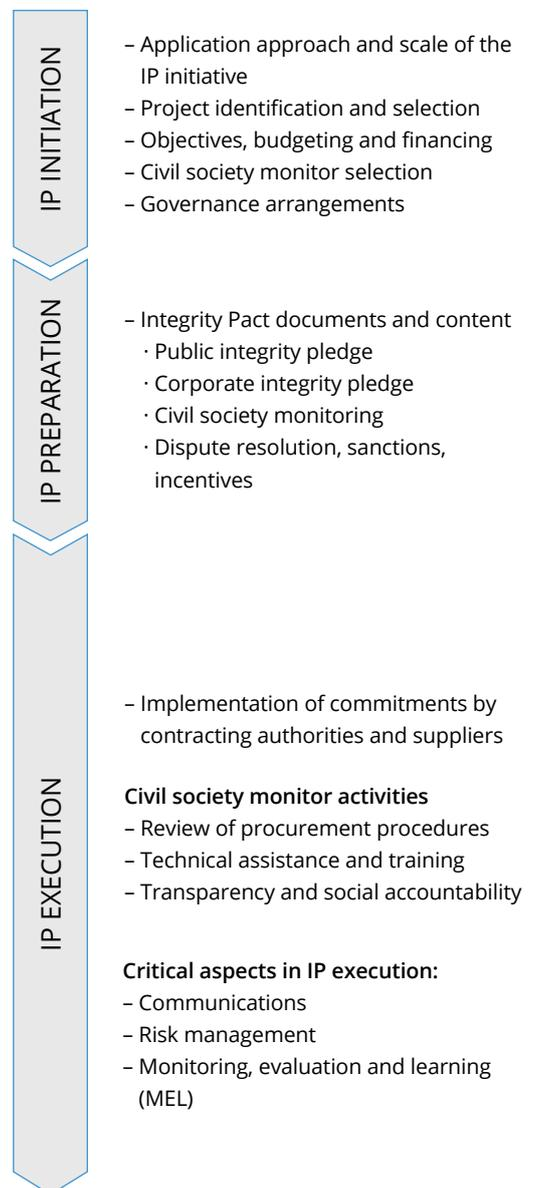 IP INITIATION
– Application approach and scale of the
IP initiative
– Project identification and selection
– Objectives, budgeting and financing
– Civil society monitor selection
– Governance arrangements
IP PREPARATION
– Integrity Pact documents and content
· Public integrity pledge
· Corporate integrity pledge
· Civil society monitoring
· Dispute resolution, sanctions,
incentives
IP EXECUTION
– Implementation of commitments by
contracting authorities and suppliers
Civil society monitor activities
– Review of procurement procedures
– Technical assistance and training
– Transparency and social accountability
Critical aspects in IP execution:
– Communications
– Risk management
– Monitoring, evaluation and learning
(MEL)